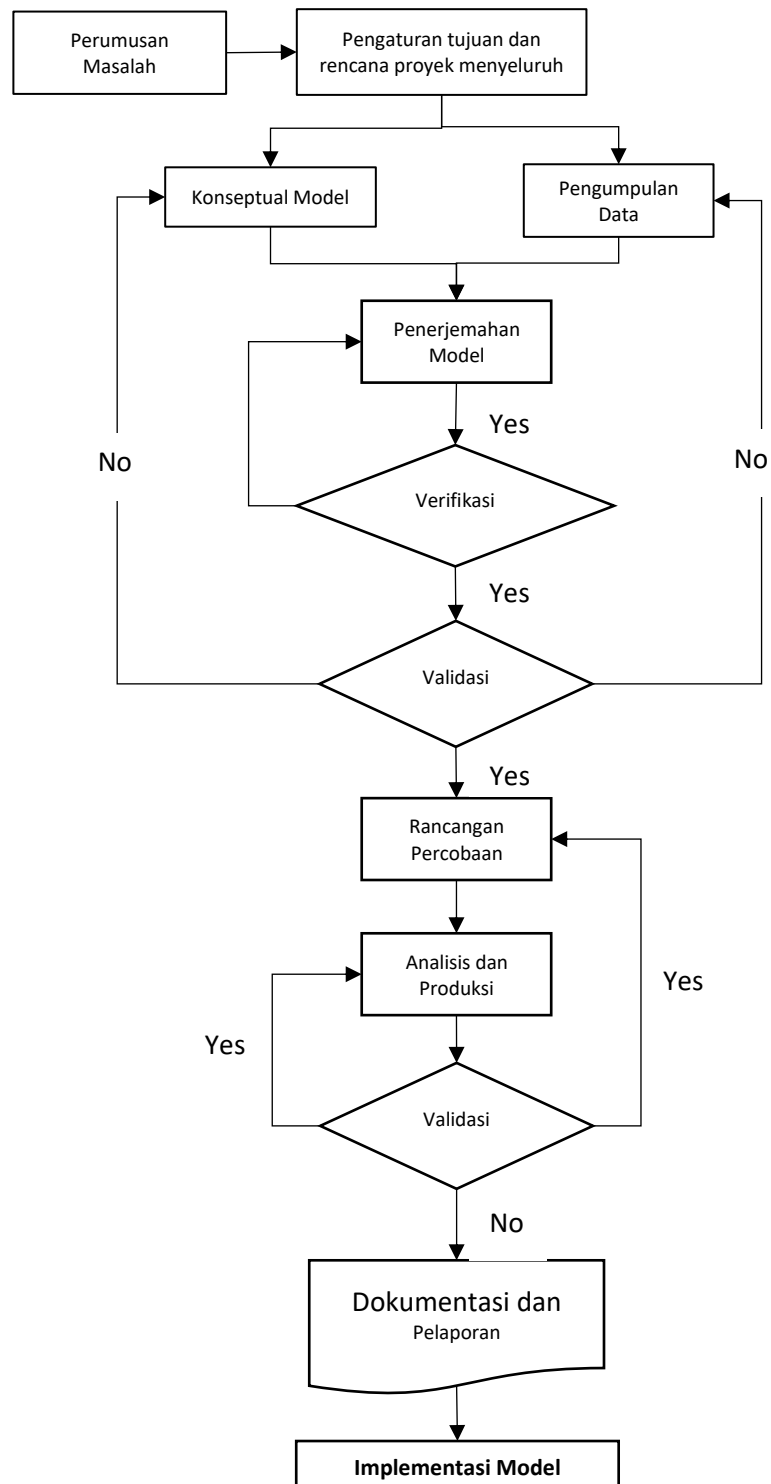 Perumusan
Masalah
Pengaturan tujuan dan
rencana proyek menyeluruh
Konseptual Model
Pengumpulan
Data
Penerjemahan
Model
Yes
No
No
Verifikasi
Yes
Validasi
Yes
Rancangan
Percobaan
Analisis dan
Produksi
Yes
Yes
Validasi
No
Dokumentasi dan
Pelaporan
Implementasi Model